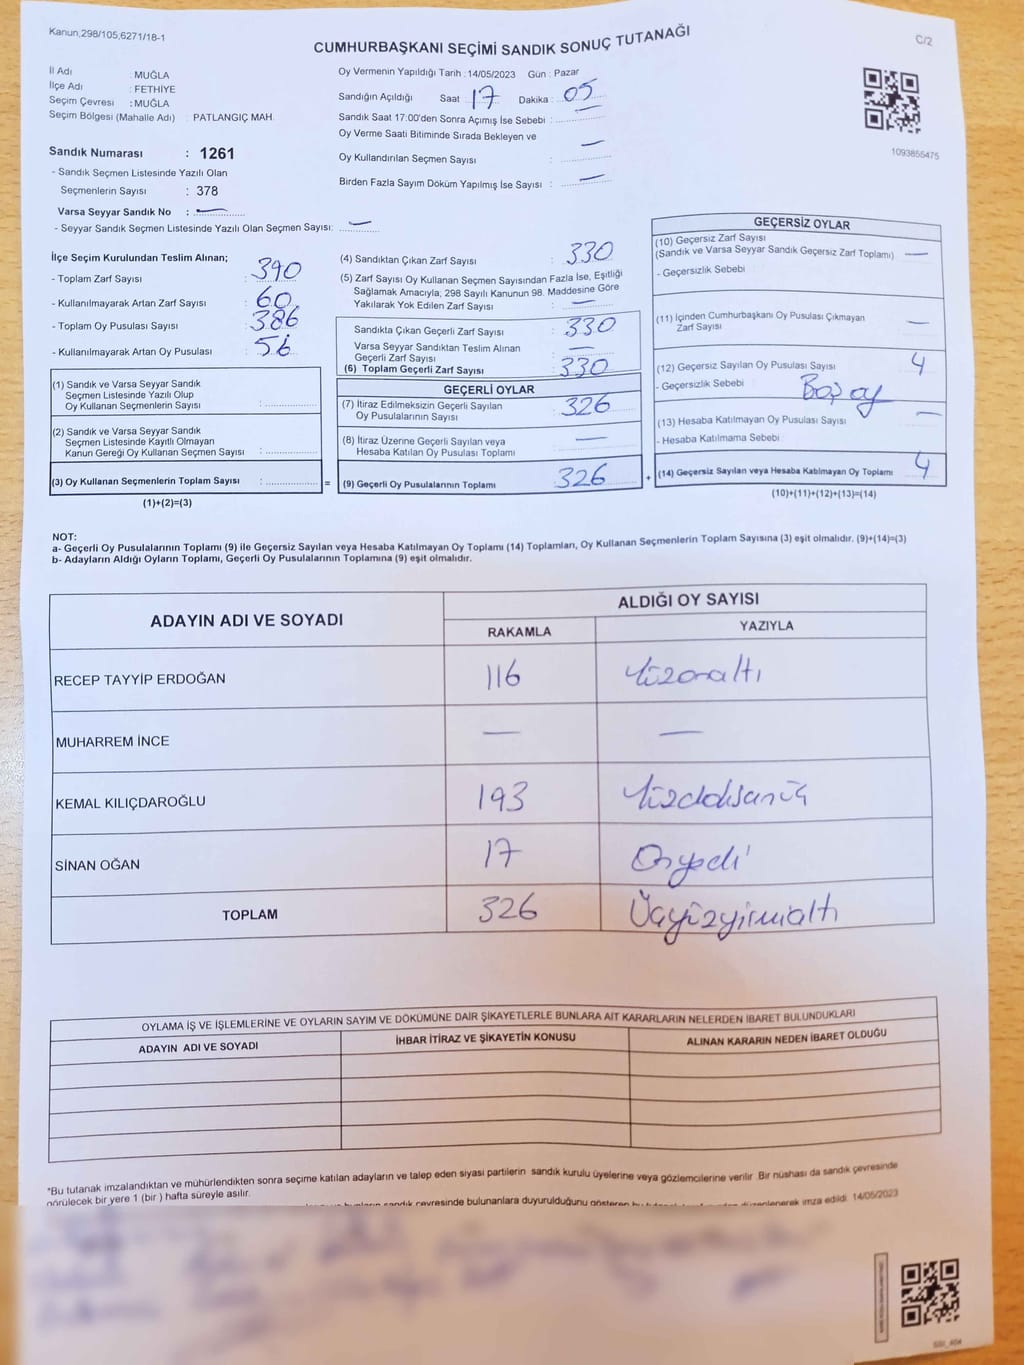 Kanun,298/105,6271/18-1
C/2
CUMHURBAŞKANI SEÇİMİ SANDIK SONUÇ TUTANAĞI
İl Adı : MUĞLA
İlçe Adı : FETHİYE
Seçim Çevresi : MUĞLA
Seçim Bölgesi (Mahalle Adı) : PATLANGIÇ MAH.
Sandık Numarası : 1261
- Sandık Seçmen Listesinde Yazılı Olan
Seçmenlerin Sayısı : 378
Varsa Seyyar Sandık No : —
- Seyyar Sandık Seçmen Listesinde Yazılı Olan Seçmen Sayısı: —
Oy Vermenin Yapıldığı Tarih : 14/05/2023 Gün : Pazar
Sandığın Açıldığı Saat 17 Dakika : 05
Sandık Saat 17:00'den Sonra Açımış İse Sebebi : —
Oy Verme Saati Bitiminde Sırada Bekleyen ve
Oy Kullandırılan Seçmen Sayısı : —
Birden Fazla Sayım Döküm Yapılmış İse Sayısı : —
1093855475
İlçe Seçim Kurulundan Teslim Alınan;
- Toplam Zarf Sayısı : 390
- Kullanılmayarak Artan Zarf Sayısı : 60
- Toplam Oy Pusulası Sayısı : 386
- Kullanılmayarak Artan Oy Pusulası : 56
(1) Sandık ve Varsa Seyyar Sandık
Seçmen Listesinde Yazılı Olup
Oy Kullanan Seçmenlerin Sayısı :
(2) Sandık ve Varsa Seyyar Sandık
Seçmen Listesinde Kayıtlı Olmayan
Kanun Gereği Oy Kullanan Seçmen Sayısı :
(3) Oy Kullanan Seçmenlerin Toplam Sayısı : =
(1)+(2)=(3)
(4) Sandıktan Çıkan Zarf Sayısı : 330
(5) Zarf Sayısı Oy Kullanan Seçmen Sayısından Fazla İse, Eşitliği
Sağlamak Amacıyla; 298 Sayılı Kanunun 98. Maddesine Göre
Yakılarak Yok Edilen Zarf Sayısı : —
Sandıkta Çıkan Geçerli Zarf Sayısı : 330
Varsa Seyyar Sandıktan Teslim Alınan
Geçerli Zarf Sayısı : —
(6) Toplam Geçerli Zarf Sayısı : 330
GEÇERLİ OYLAR
(7) İtiraz Edilmeksizin Geçerli Sayılan
Oy Pusulalarının Sayısı : 326
(8) İtiraz Üzerine Geçerli Sayılan veya
Hesaba Katılan Oy Pusulası Toplamı : —
(9) Geçerli Oy Pusulalarının Toplamı : 326 +
GEÇERSİZ OYLAR
(10) Geçersiz Zarf Sayısı
(Sandık ve Varsa Seyyar Sandık Geçersiz Zarf Toplamı) —
- Geçersizlik Sebebi
(11) İçinden Cumhurbaşkanı Oy Pusulası Çıkmayan
Zarf Sayısı —
(12) Geçersiz Sayılan Oy Pusulası Sayısı 4
- Geçersizlik Sebebi Boş oy
(13) Hesaba Katılmayan Oy Pusulası Sayısı —
- Hesaba Katılmama Sebebi
(14) Geçersiz Sayılan veya Hesaba Katılmayan Oy Toplamı 4
(10)+(11)+(12)+(13)=(14)
NOT:
a- Geçerli Oy Pusulalarının Toplamı (9) ile Geçersiz Sayılan veya Hesaba Katılmayan Oy Toplamı (14) Toplamları, Oy Kullanan Seçmenlerin Toplam Sayısına (3) eşit olmalıdır. (9)+(14)=(3)
b- Adayların Aldığı Oyların Toplamı, Geçerli Oy Pusulalarının Toplamına (9) eşit olmalıdır.
ADAYIN ADI VE SOYADI
ALDIĞI OY SAYISI
RAKAMLA YAZIYLA
RECEP TAYYİP ERDOĞAN 116 Yüzonaltı
MUHARREM İNCE — —
KEMAL KILIÇDAROĞLU 193 Yüzdoksanüç
SİNAN OĞAN 17 Onyedi
TOPLAM 326 Üçyüzyirmialtı
OYLAMA İŞ VE İŞLEMLERİNE VE OYLARIN SAYIM VE DÖKÜMÜNE DAİR ŞİKAYETLERLE BUNLARA AİT KARARLARIN NELERDEN İBARET BULUNDUKLARI
ADAYIN ADI VE SOYADI İHBAR İTİRAZ VE ŞİKAYETİN KONUSU ALINAN KARARIN NEDEN İBARET OLDUĞU
*Bu tutanak imzalandıktan ve mühürlendikten sonra seçime katılan adayların ve talep eden siyasi partilerin sandık kurulu üyelerine veya gözlemcilerine verilir. Bir nüshası da sandık çevresinde
görülecek bir yere 1 (bir ) hafta süreyle asılır.
sandık çevresinde bulunanlara duyurulduğunu gösteren düzenlenerek imza edildi. 14/05/2023